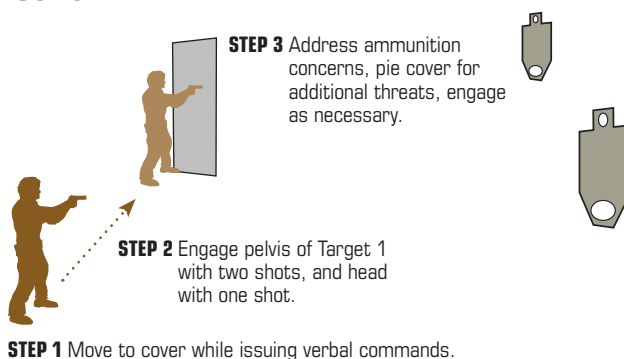 STEP 3 Address ammunition
concerns, pie cover for
additional threats, engage
as necessary.
STEP 2 Engage pelvis of Target 1
with two shots, and head
with one shot.
STEP 1 Move to cover while issuing verbal commands.